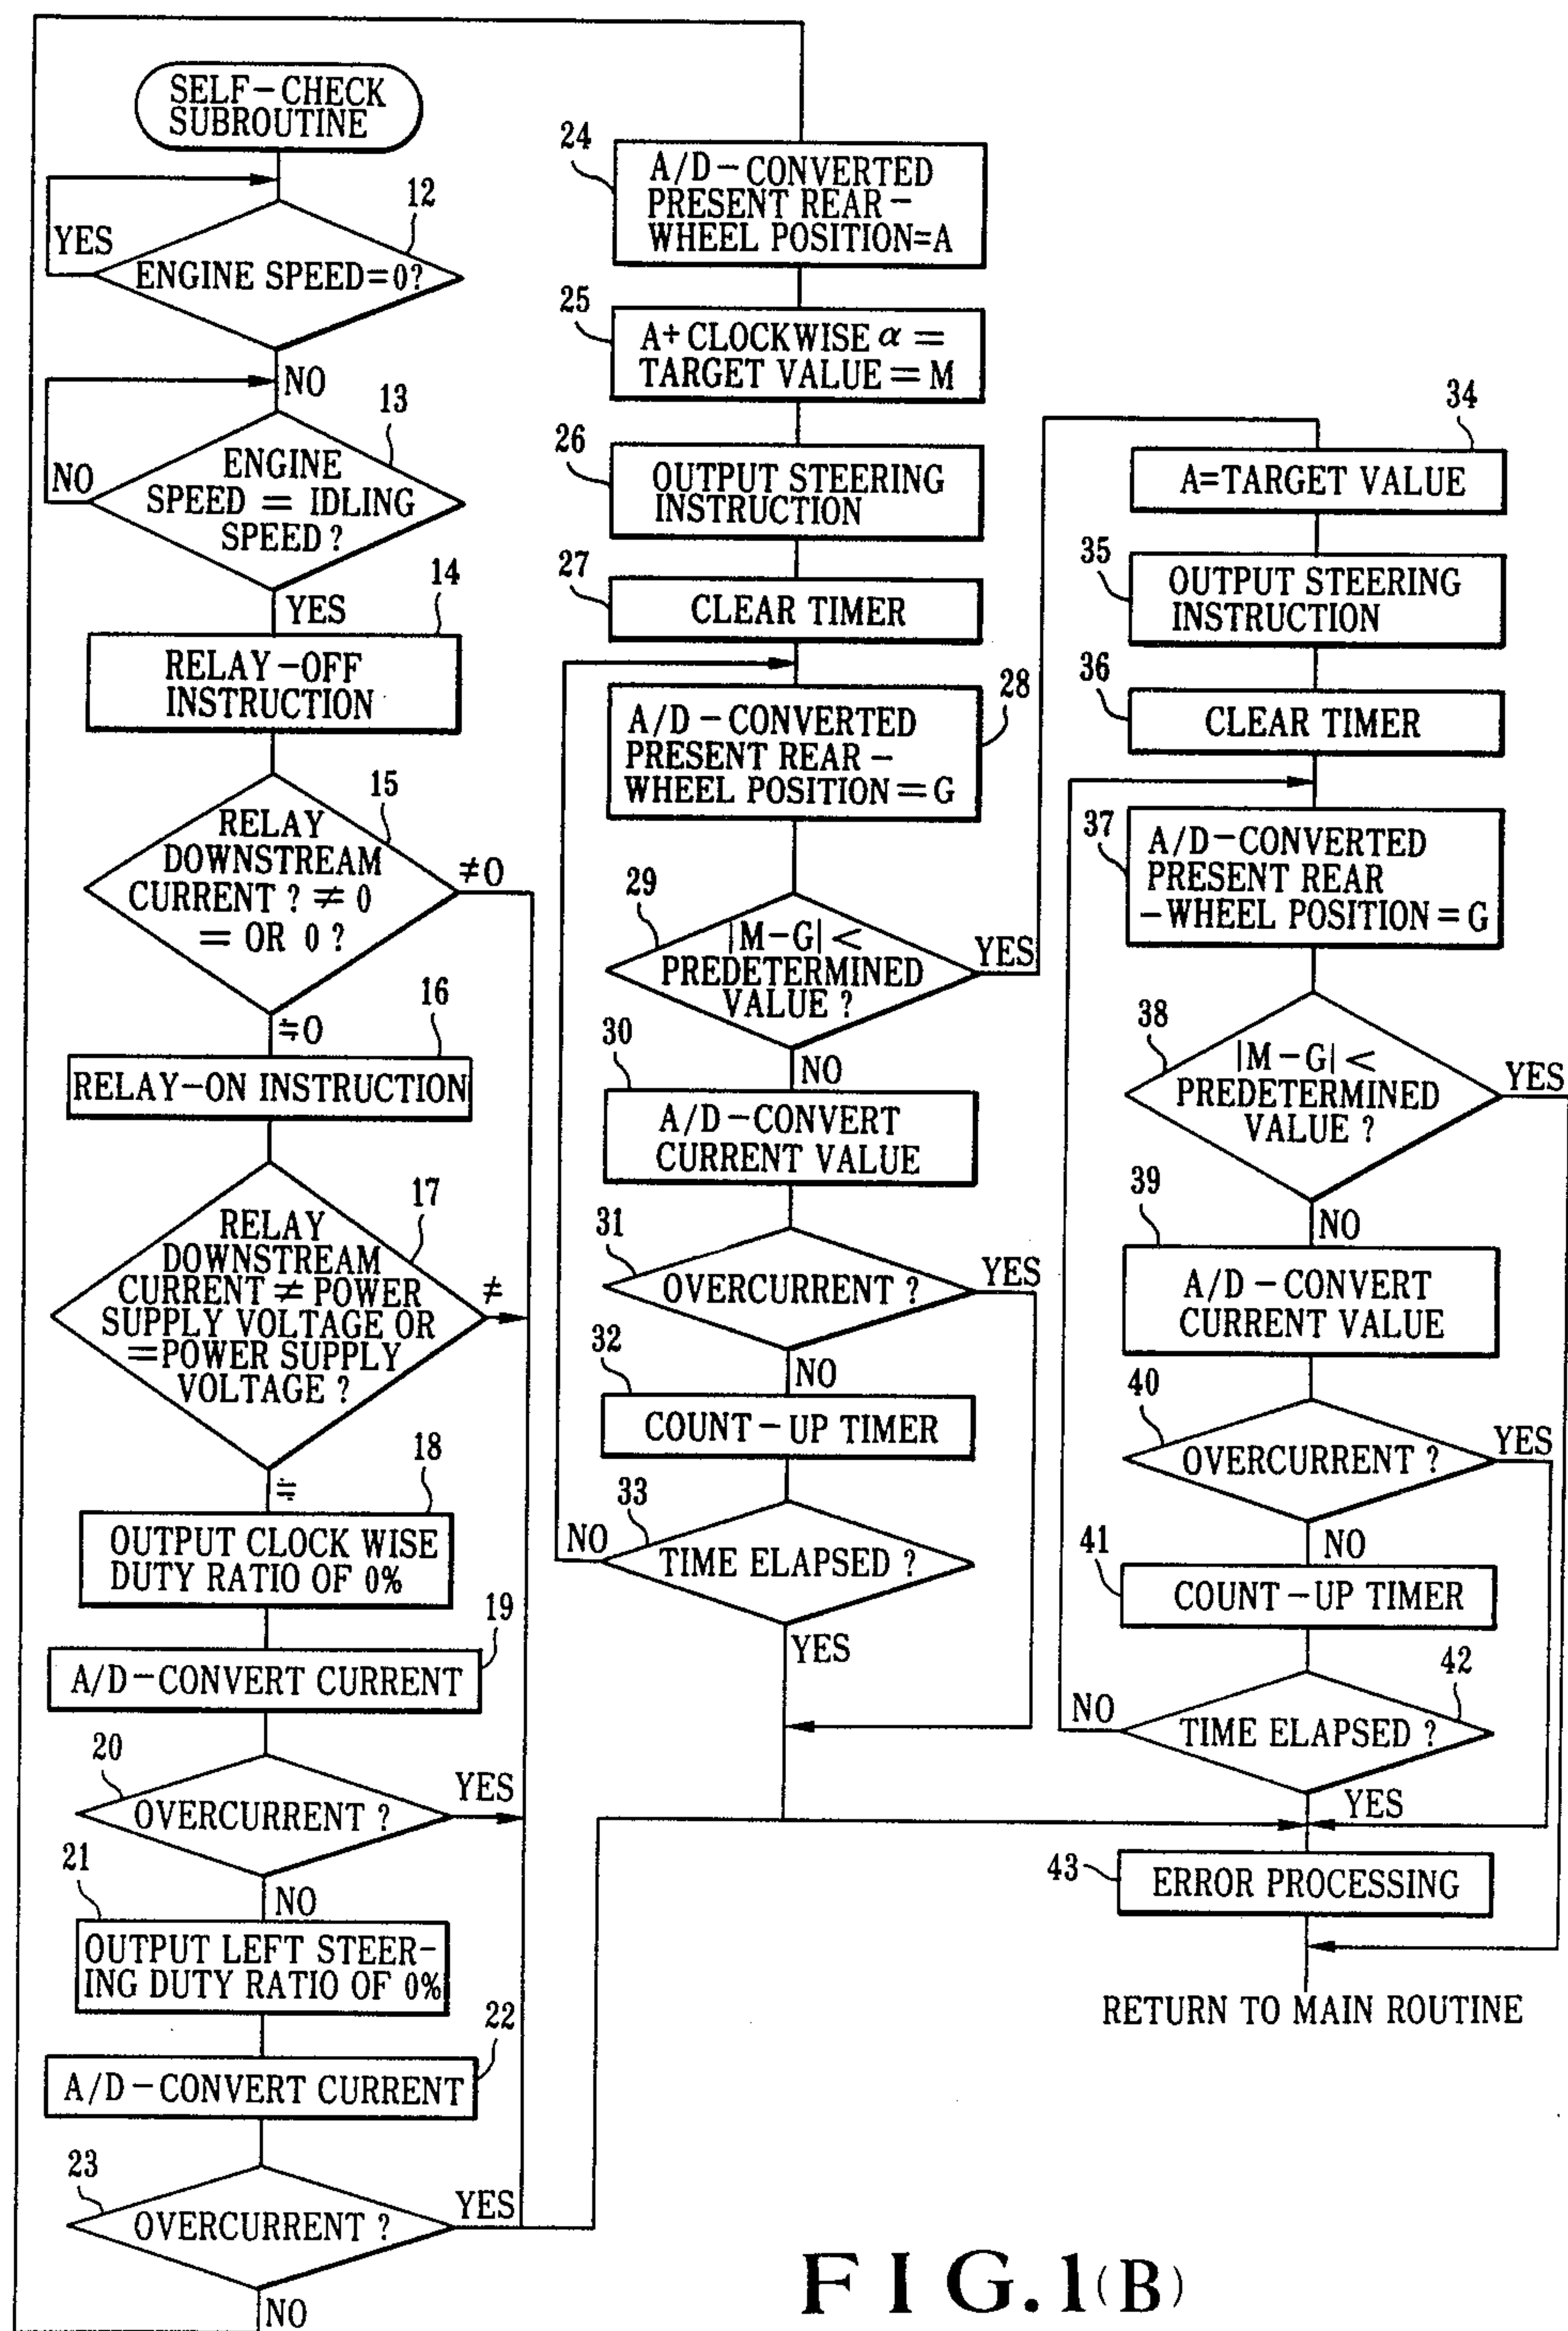 SELF-CHECK
SUBROUTINE
12
YES
ENGINE SPEED=0?
NO
13
NO
ENGINE
SPEED = IDLING
SPEED?
YES
14
RELAY-OFF
INSTRUCTION
15
RELAY
DOWNSTREAM
CURRENT? ≠ 0
= OR 0?
≠0
≒0
16
RELAY-ON INSTRUCTION
17
RELAY
DOWNSTREAM
CURRENT ≠ POWER
SUPPLY VOLTAGE OR
=POWER SUPPLY
VOLTAGE?
≠
≒
18
OUTPUT CLOCK WISE
DUTY RATIO OF 0%
19
A/D-CONVERT CURRENT
20
OVERCURRENT?
YES
NO
21
OUTPUT LEFT STEER-
ING DUTY RATIO OF 0%
22
A/D-CONVERT CURRENT
23
OVERCURRENT?
YES
NO
24
A/D-CONVERTED
PRESENT REAR-
WHEEL POSITION=A
25
A+CLOCKWISE α =
TARGET VALUE = M
26
OUTPUT STEERING
INSTRUCTION
27
CLEAR TIMER
28
A/D-CONVERTED
PRESENT REAR-
WHEEL POSITION=G
29
|M-G| <
PREDETERMINED
VALUE?
YES
NO
30
A/D-CONVERT
CURRENT VALUE
31
OVERCURRENT?
YES
NO
32
COUNT-UP TIMER
33
NO
TIME ELAPSED?
YES
34
A=TARGET VALUE
35
OUTPUT STEERING
INSTRUCTION
36
CLEAR TIMER
37
A/D-CONVERTED
PRESENT REAR
-WHEEL POSITION=G
38
|M-G| <
PREDETERMINED
VALUE?
YES
NO
39
A/D-CONVERT
CURRENT VALUE
40
OVERCURRENT?
YES
NO
41
COUNT-UP TIMER
42
NO
TIME ELAPSED?
YES
43
ERROR PROCESSING
RETURN TO MAIN ROUTINE
FIG.1(B)